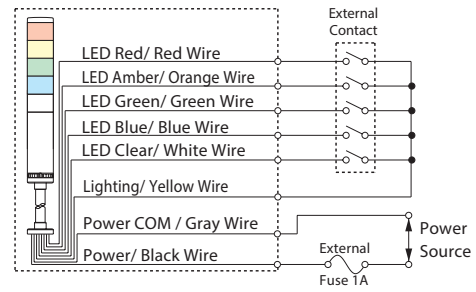 External
Contact
LED Red/ Red Wire
LED Amber/ Orange Wire
LED Green/ Green Wire
LED Blue/ Blue Wire
LED Clear/ White Wire
Lighting/ Yellow Wire
Power COM / Gray Wire
Power/ Black Wire
Power
Source
External
Fuse 1A